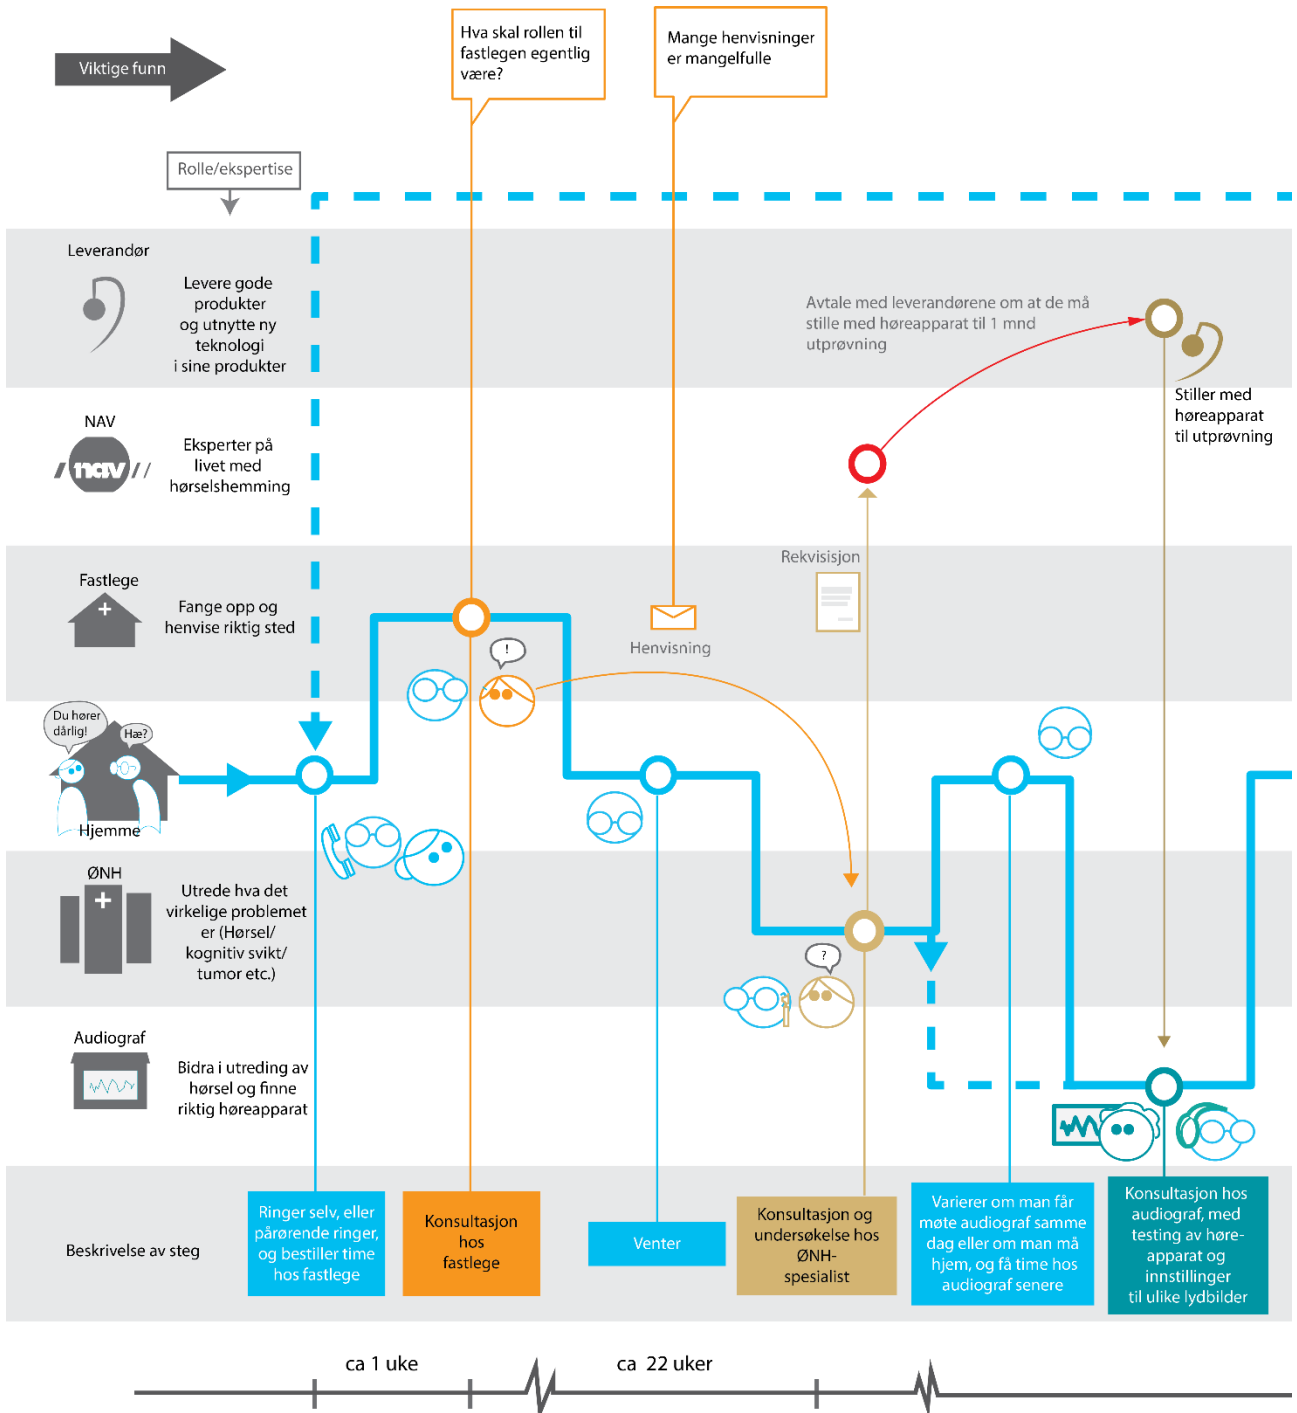 Viktige funn
Hva skal rollen til
fastlegen egentlig
være?
Mange henvisninger
er mangelfulle
Rolle/ekspertise
Leverandør
Levere gode
produkter
og utnytte ny
teknologi
i sine produkter
Avtale med leverandørene om at de må
stille med høreapparat til 1 mnd
utprøvning
Stiller med
høreapparat
til utprøvning
NAV
nav
Eksperter på
livet med
hørselshemming
Fastlege
Fange opp og
henvise riktig sted
Henvisning
Rekvisisjon
!
Du hører
dårlig!
Hæ?
Hjemme
ØNH
Utrede hva det
virkelige problemet
er (Hørsel/
kognitiv svikt/
tumor etc.)
?
Audiograf
Bidra i utreding av
hørsel og finne
riktig høreapparat
Beskrivelse av steg
Ringer selv, eller
pårørende ringer,
og bestiller time
hos fastlege
Konsultasjon
hos
fastlege
Venter
Konsultasjon og
undersøkelse hos
ØNH-
spesialist
Varierer om man får
møte audiograf samme
dag eller om man må
hjem, og få time hos
audiograf senere
Konsultasjon hos
audiograf, med
testing av høre-
apparat og
innstillinger
til ulike lydbilder
ca 1 uke
ca 22 uker